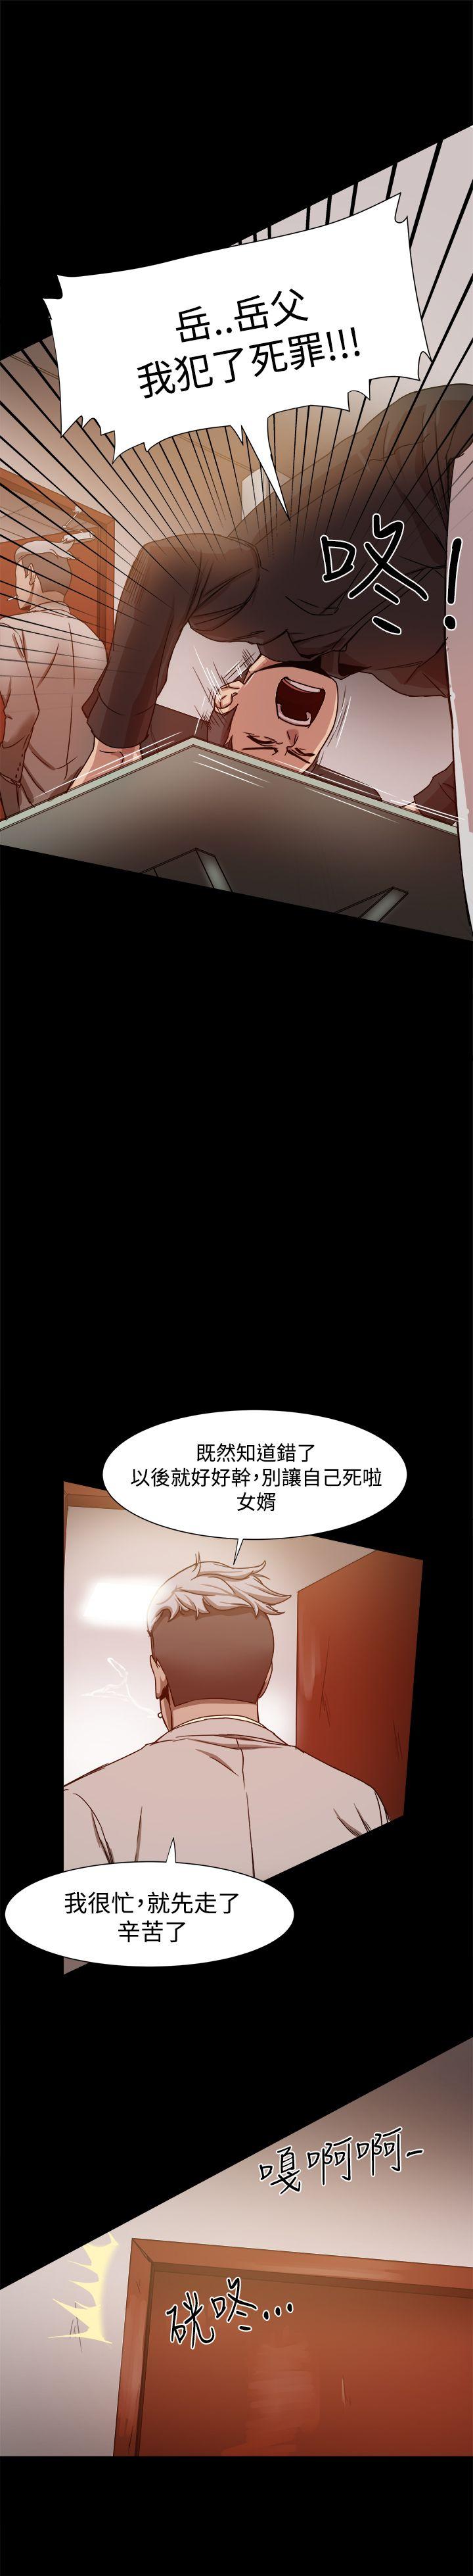 岳..岳父
我犯了死罪!!!
咚!
既然知道錯了
以後就好好幹,別讓自己死啦
女婿
我很忙,就先走了
辛苦了
嘎啊啊~
硄咚...